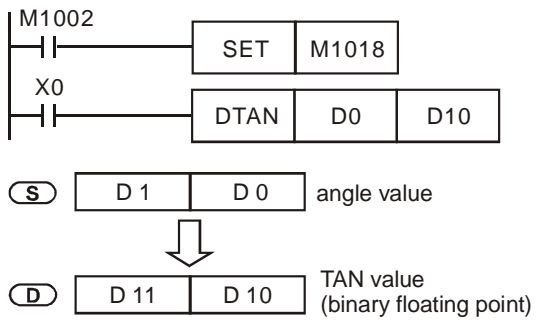 M1002
SET M1018
X0
DTAN D0 D10
S D 1 D 0 angle value
D D 11 D 10 TAN value
(binary floating point)